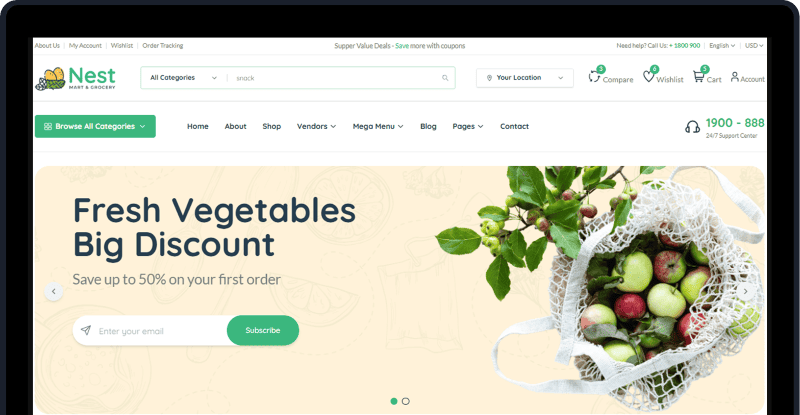 About Us | My Account | Wishlist | Order Tracking
Supper Value Deals - Save more with coupons
Need help? Call Us: + 1800 900 | English | USD
Nest
MART & GROCERY
All Categories
snack
Your Location
3
Compare
6
Wishlist
3
Cart
Account
Browse All Categories
Home
About
Shop
Vendors
Mega Menu
Blog
Pages
Contact
1900 - 888
24/7 Support Center
Fresh Vegetables
Big Discount
Save up to 50% on your first order
Enter your email
Subscribe